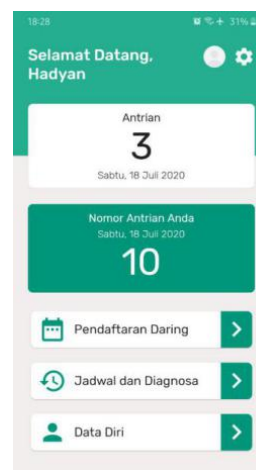 18:28
31%
Selamat Datang,
Hadyan
Antrian
3
Sabtu, 18 Juli 2020
Nomor Antrian Anda
Sabtu, 18 Juli 2020
10
Pendaftaran Daring
Jadwal dan Diagnosa
Data Diri